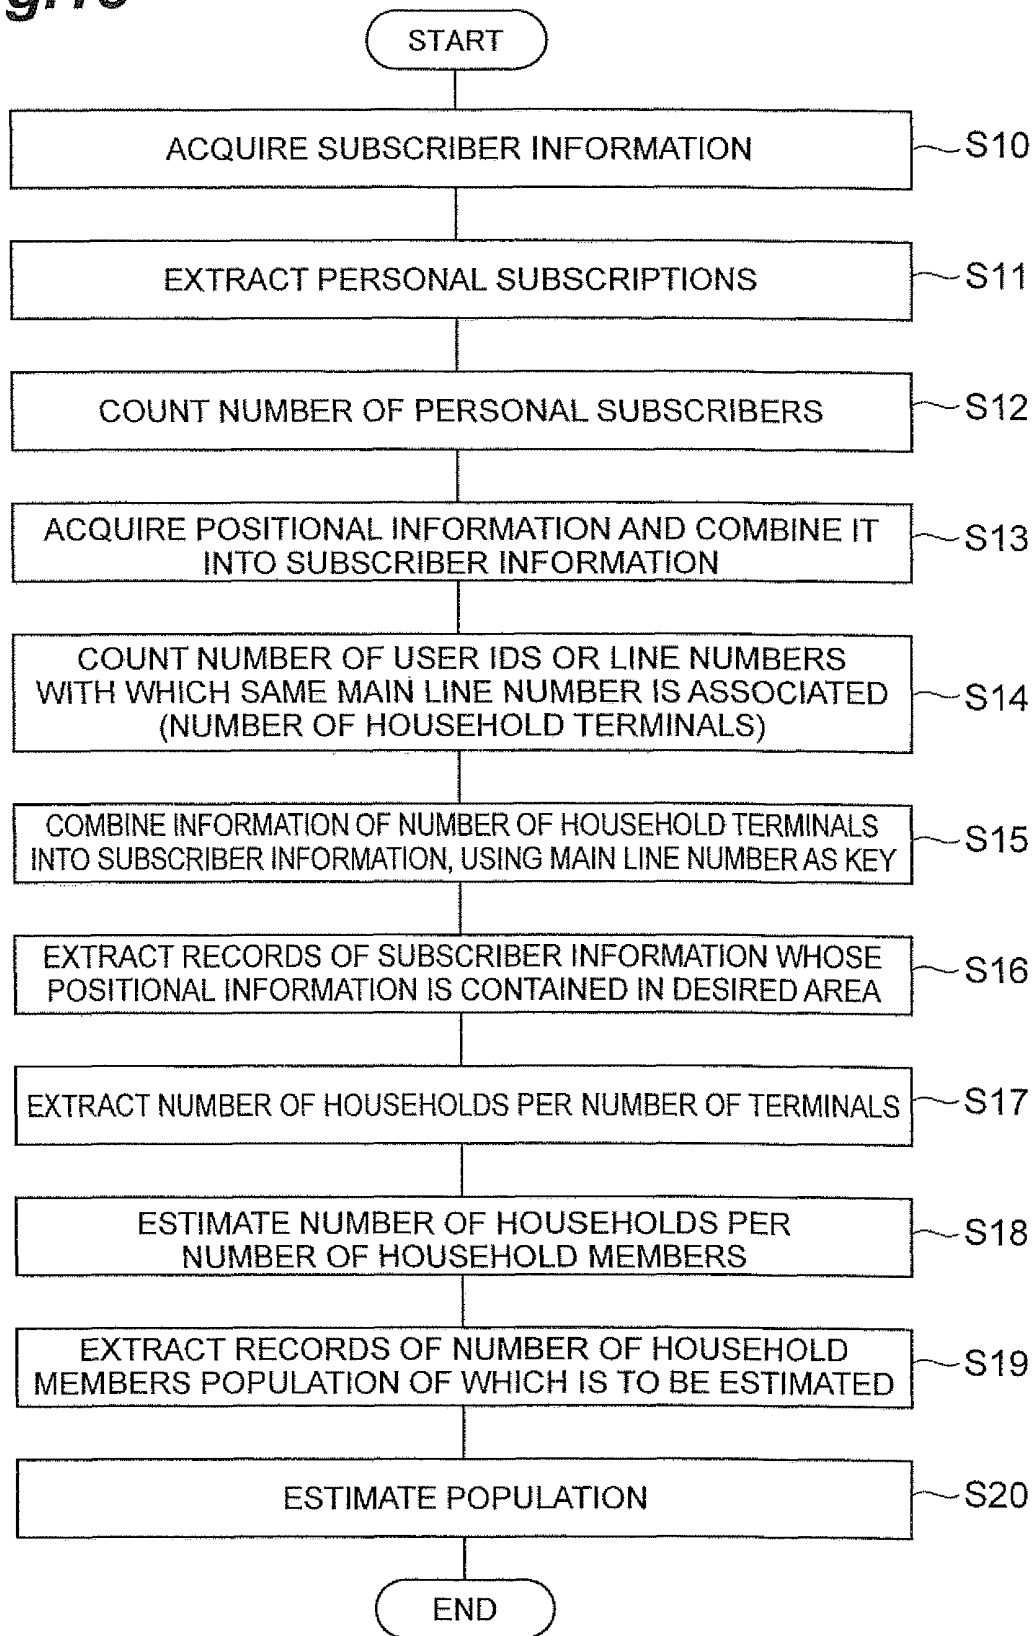 START
ACQUIRE SUBSCRIBER INFORMATION
S10
EXTRACT PERSONAL SUBSCRIPTIONS
S11
COUNT NUMBER OF PERSONAL SUBSCRIBERS
S12
ACQUIRE POSITIONAL INFORMATION AND COMBINE IT
INTO SUBSCRIBER INFORMATION
S13
COUNT NUMBER OF USER IDS OR LINE NUMBERS
WITH WHICH SAME MAIN LINE NUMBER IS ASSOCIATED
(NUMBER OF HOUSEHOLD TERMINALS)
S14
COMBINE INFORMATION OF NUMBER OF HOUSEHOLD TERMINALS
INTO SUBSCRIBER INFORMATION, USING MAIN LINE NUMBER AS KEY
S15
EXTRACT RECORDS OF SUBSCRIBER INFORMATION WHOSE
POSITIONAL INFORMATION IS CONTAINED IN DESIRED AREA
S16
EXTRACT NUMBER OF HOUSEHOLDS PER NUMBER OF TERMINALS
S17
ESTIMATE NUMBER OF HOUSEHOLDS PER
NUMBER OF HOUSEHOLD MEMBERS
S18
EXTRACT RECORDS OF NUMBER OF HOUSEHOLD
MEMBERS POPULATION OF WHICH IS TO BE ESTIMATED
S19
ESTIMATE POPULATION
S20
END